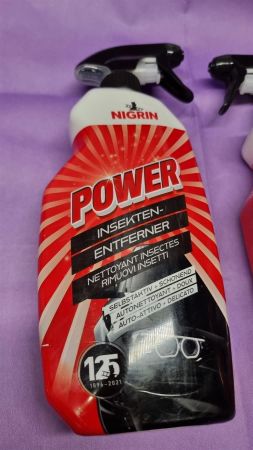 NIGRIN
POWER
INSEKTEN-
ENTFERNER
NETTOYANT INSECTES
RIMUOVI INSETTI
SELBSTAKTIV + SCHONEND
AUTONETTOYANT + DOUX
AUTO-ATTIVO + DELICATO
125
1896-2021